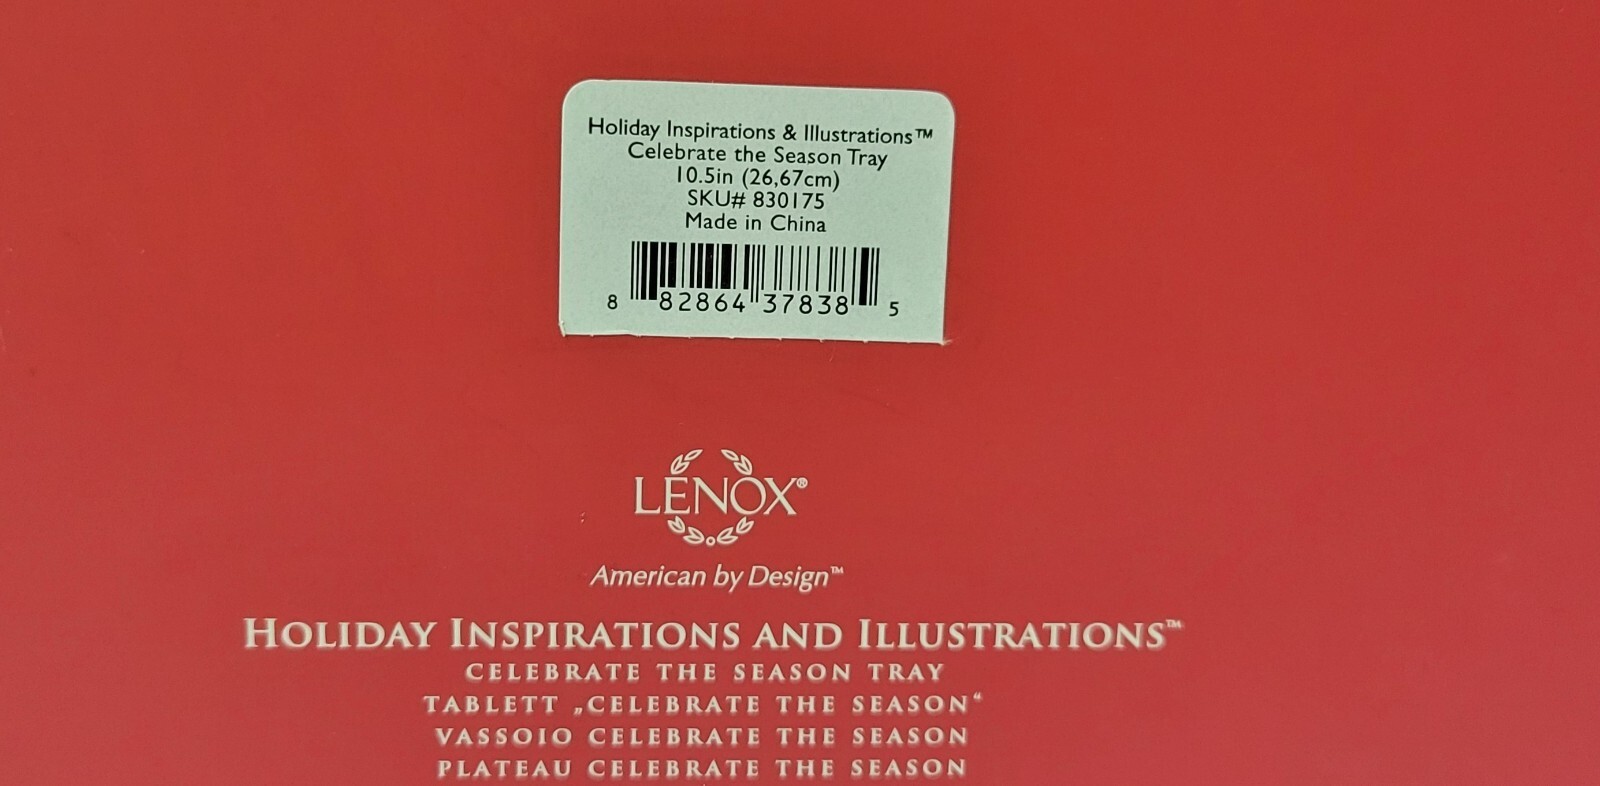 Holiday Inspirations & Illustrations™
Celebrate the Season Tray
10.5in (26,67cm)
SKU# 830175
Made in China
8 82864 37838 5
LENOX®
American by Design™
HOLIDAY INSPIRATIONS AND ILLUSTRATIONS™
CELEBRATE THE SEASON TRAY
TABLETT „CELEBRATE THE SEASON“
VASSOIO CELEBRATE THE SEASON
PLATEAU CELEBRATE THE SEASON